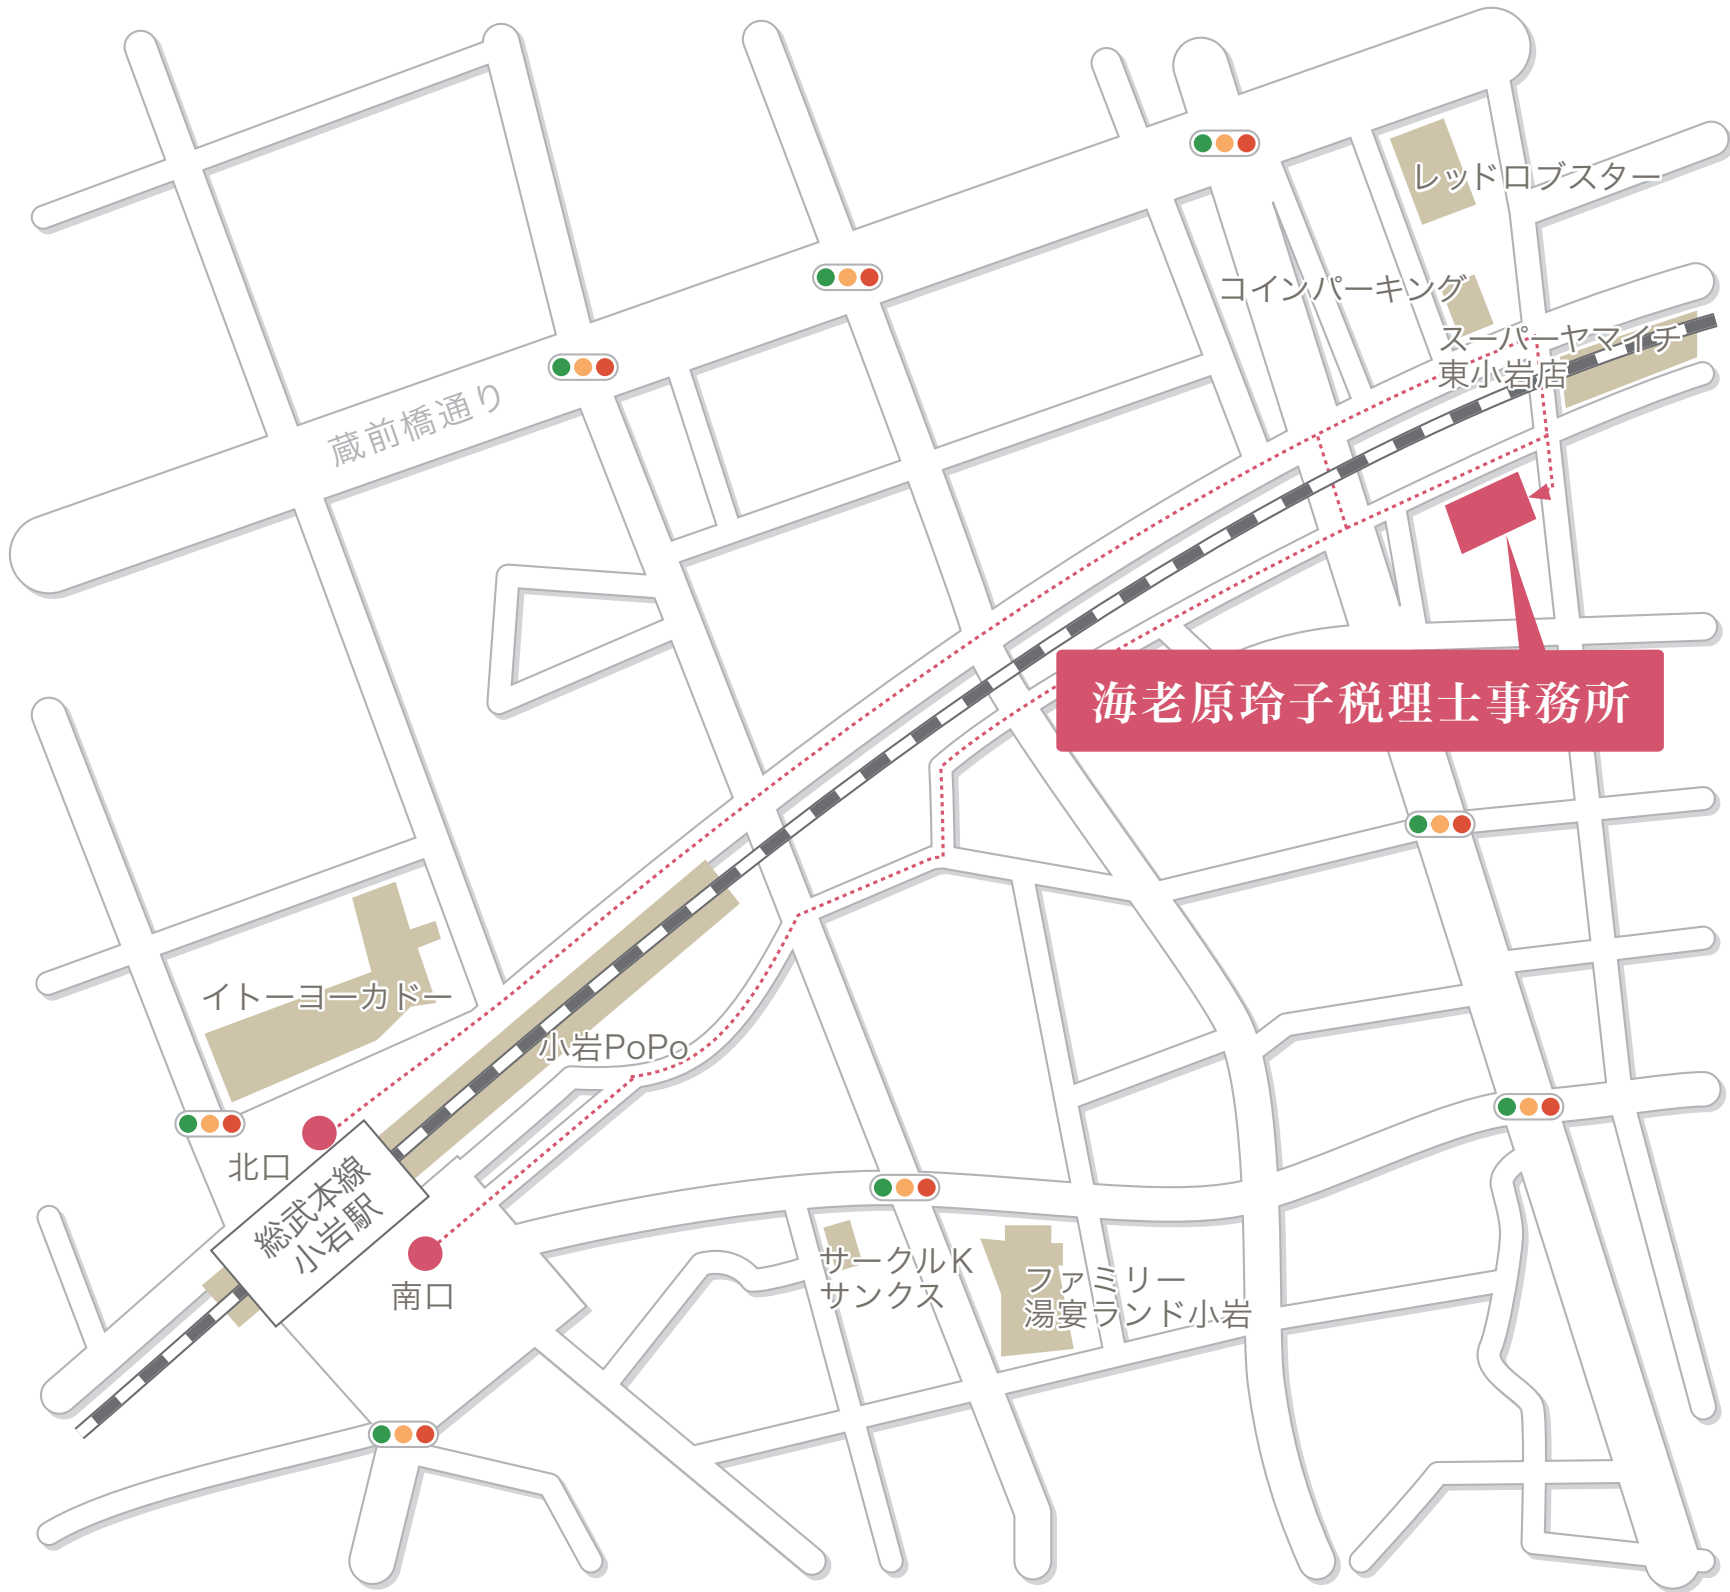 レッドロブスター
コインパーキング
スーパーヤマイチ
東小岩店
蔵前橋通り
海老原玲子税理士事務所
イトーヨーカドー
小岩PoPo
北口
総武本線
小岩駅
南口
サークルK
サンクス
ファミリー
湯宴ランド小岩